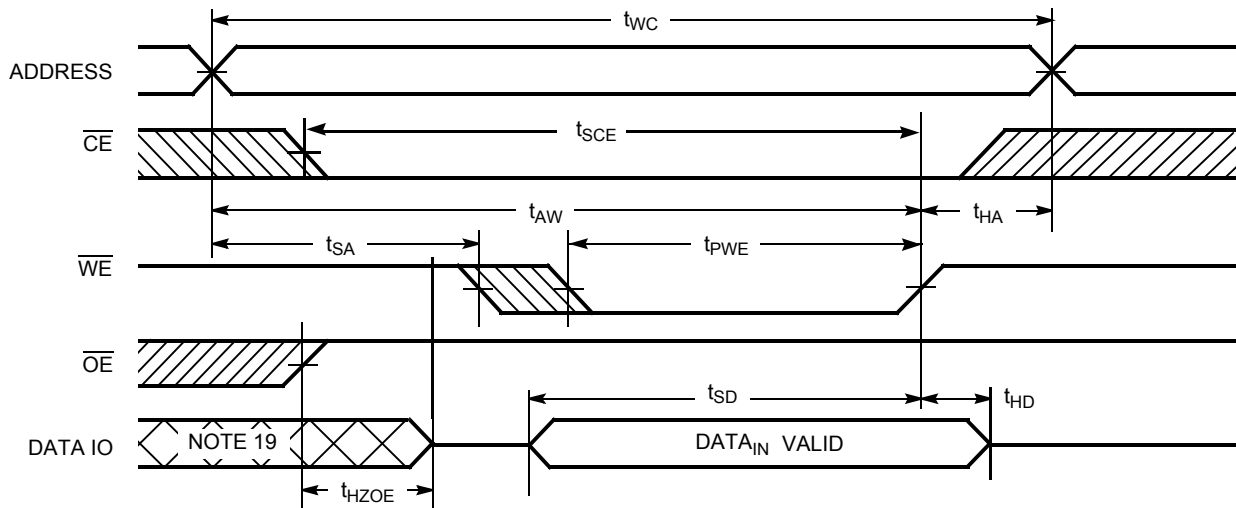 tWC
ADDRESS
CE
tSCE
tAW
tHA
tSA
tPWE
WE
OE
tSD
tHD
DATA IO
NOTE 19
DATAIN VALID
tHZOE